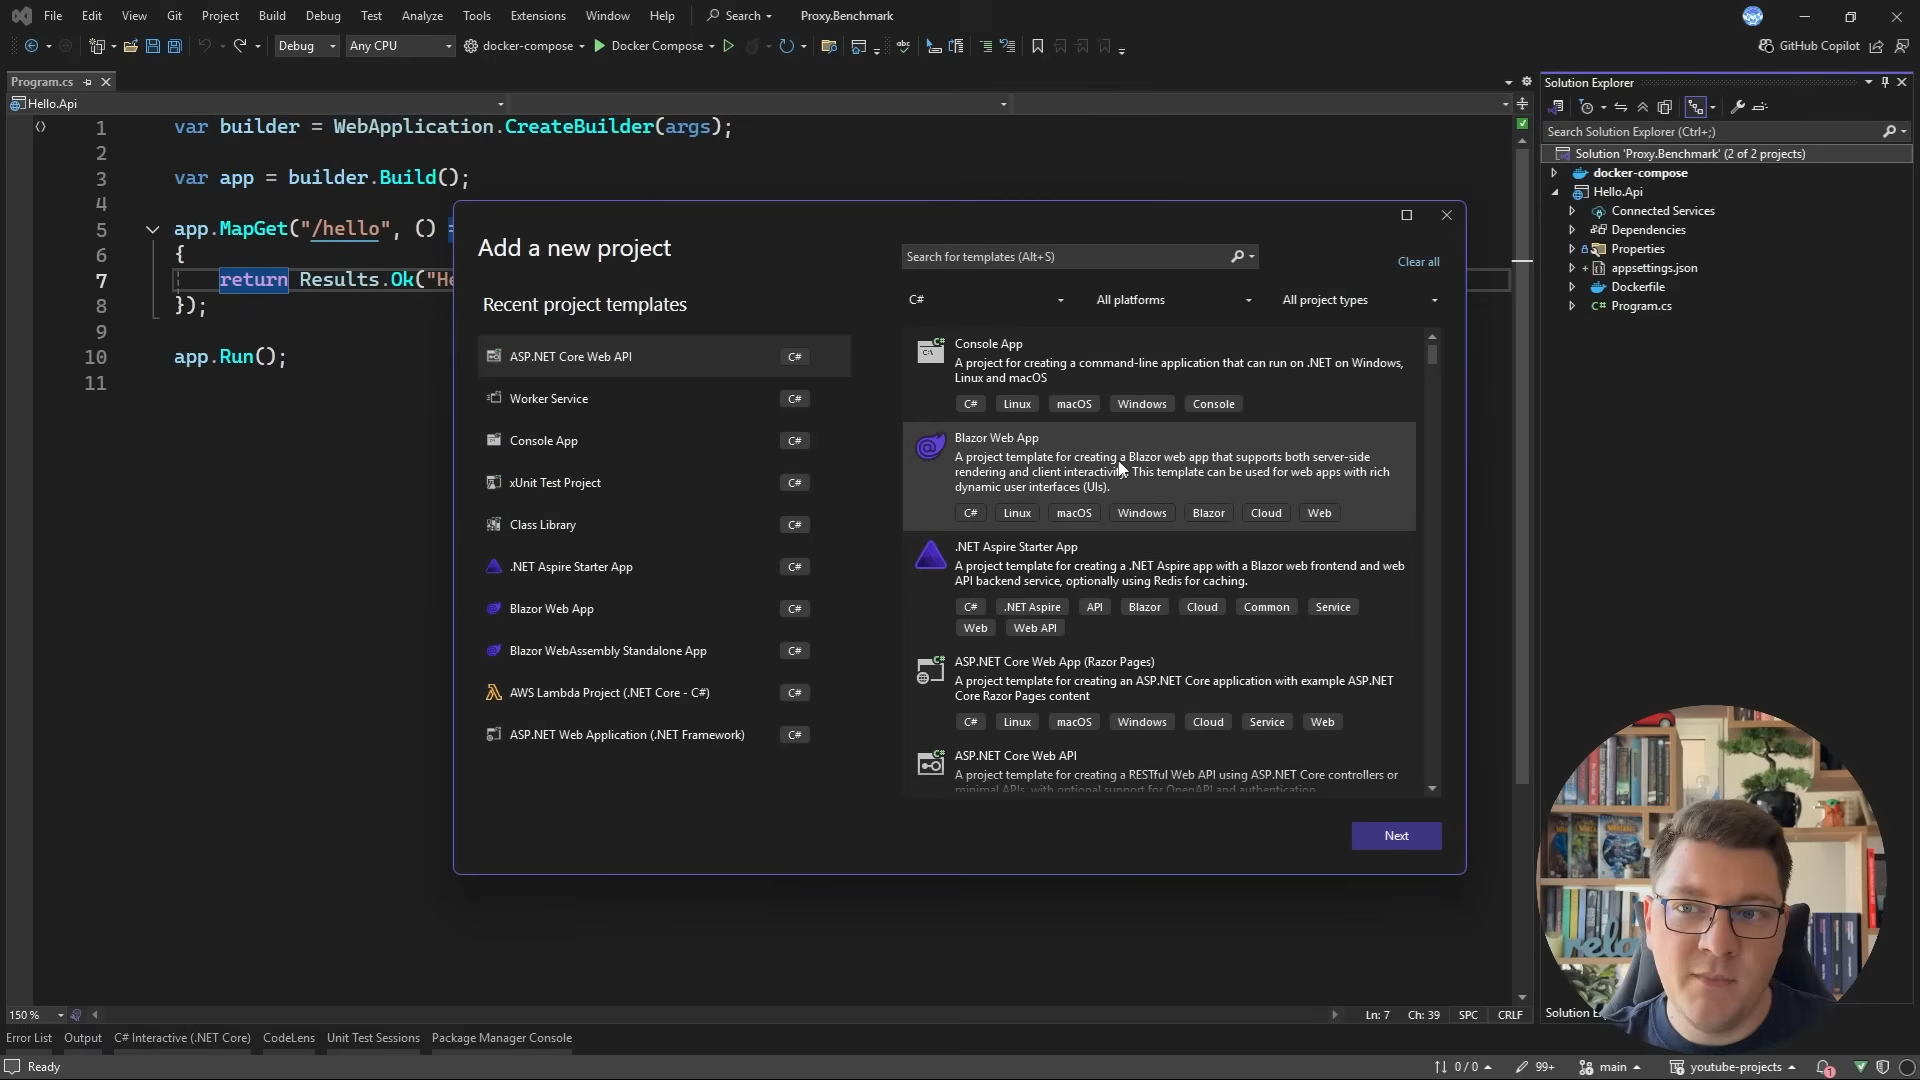 File Edit View Git Project Build Debug Test Analyze Tools Extensions Window Help Search Proxy.Benchmark
Debug Any CPU docker-compose Docker Compose GitHub Copilot
Program.cs
Hello.Api
1 var builder = WebApplication.CreateBuilder(args);
2
3 var app = builder.Build();
4
5 app.MapGet("/hello", () =
6 {
7 return Results.Ok("He
8 });
9
10 app.Run();
11
Add a new project
Search for templates (Alt+S)
Clear all
C# All platforms All project types
Recent project templates
ASP.NET Core Web API C#
Worker Service C#
Console App C#
xUnit Test Project C#
Class Library C#
.NET Aspire Starter App C#
Blazor Web App C#
Blazor WebAssembly Standalone App C#
AWS Lambda Project (.NET Core - C#) C#
ASP.NET Web Application (.NET Framework) C#
Console App
A project for creating a command-line application that can run on .NET on Windows,
Linux and macOS
C# Linux macOS Windows Console
Blazor Web App
A project template for creating a Blazor web app that supports both server-side
rendering and client interactivity. This template can be used for web apps with rich
dynamic user interfaces (UIs).
C# Linux macOS Windows Blazor Cloud Web
.NET Aspire Starter App
A project template for creating a .NET Aspire app with a Blazor web frontend and web
API backend service, optionally using Redis for caching.
C# .NET Aspire API Blazor Cloud Common Service
Web Web API
ASP.NET Core Web App (Razor Pages)
A project template for creating an ASP.NET Core application with example ASP.NET
Core Razor Pages content
C# Linux macOS Windows Cloud Service Web
ASP.NET Core Web API
A project template for creating a RESTful Web API using ASP.NET Core controllers or
minimal APIs, with optional support for OpenAPI and authentication.
Next
Solution Explorer
Search Solution Explorer (Ctrl+;)
Solution 'Proxy.Benchmark' (2 of 2 projects)
docker-compose
Hello.Api
Connected Services
Dependencies
Properties
appsettings.json
Dockerfile
Program.cs
150 % Ln: 7 Ch: 39 SPC CRLF
Solution
Error List Output C# Interactive (.NET Core) CodeLens Unit Test Sessions Package Manager Console
Ready 0 / 0 99+ main youtube-projects 1